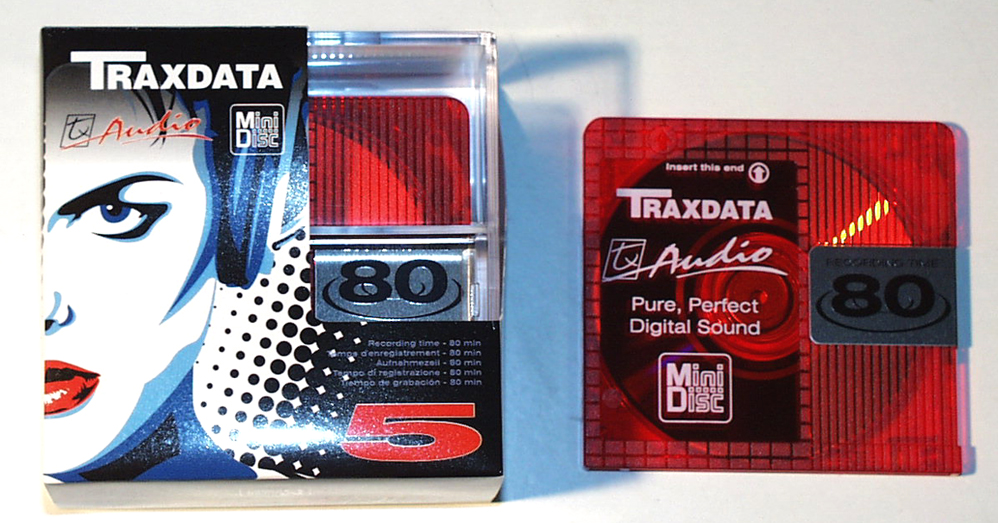 TRAXDATA
tx Audio
Mini
Disc
80
Recording time - 80 min
Temps d'enregistrement - 80 min
Aufnahmezeit - 80 min
Tempo di registrazione - 80 min
Tiempo de grabación - 80 min
5
Insert this end
TRAXDATA
tx Audio
Pure, Perfect
Digital Sound
Mini
Disc
RECORDING TIME
80